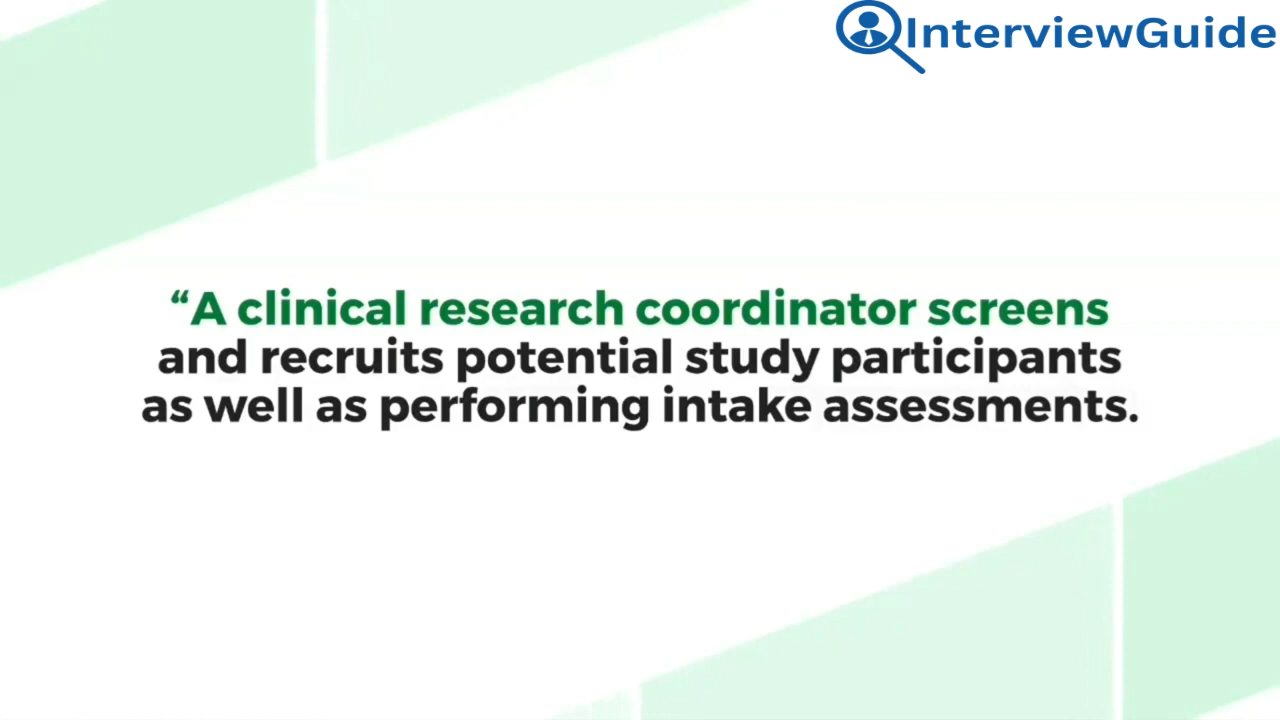 InterviewGuide
“A clinical research coordinator screens
and recruits potential study participants
as well as performing intake assessments.